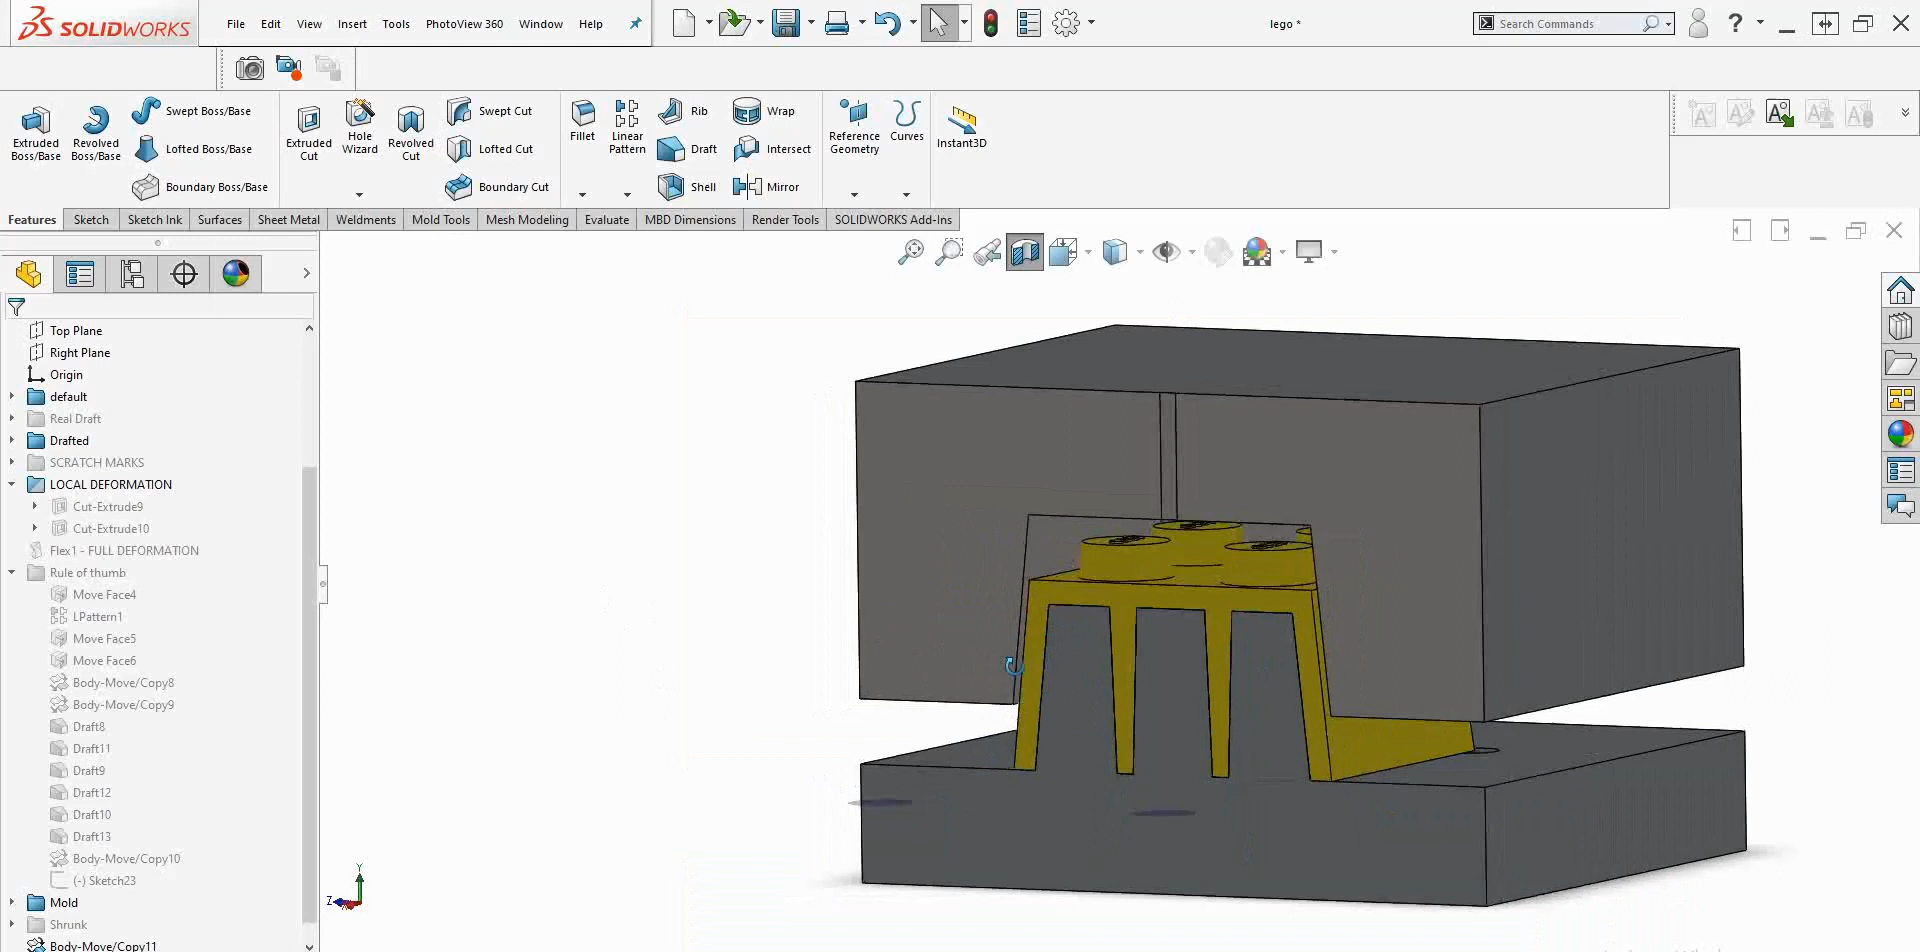 SOLIDWORKS File Edit View Insert Tools PhotoView 360 Window Help lego * Search Commands ?
Extruded Boss/Base
Revolved Boss/Base
Swept Boss/Base
Lofted Boss/Base
Boundary Boss/Base
Extruded Cut
Hole Wizard
Revolved Cut
Swept Cut
Lofted Cut
Boundary Cut
Fillet
Linear Pattern
Rib
Draft
Shell
Wrap
Intersect
Mirror
Reference Geometry
Curves
Instant3D
Features Sketch Sketch Ink Surfaces Sheet Metal Weldments Mold Tools Mesh Modeling Evaluate MBD Dimensions Render Tools SOLIDWORKS Add-Ins
Top Plane
Right Plane
Origin
default
Real Draft
Drafted
SCRATCH MARKS
LOCAL DEFORMATION
Cut-Extrude9
Cut-Extrude10
Flex1 - FULL DEFORMATION
Rule of thumb
Move Face4
LPattern1
Move Face5
Move Face6
Body-Move/Copy8
Body-Move/Copy9
Draft8
Draft11
Draft9
Draft12
Draft10
Draft13
Body-Move/Copy10
(-) Sketch23
Mold
Shrunk
Body-Move/Copy11
Y
Z